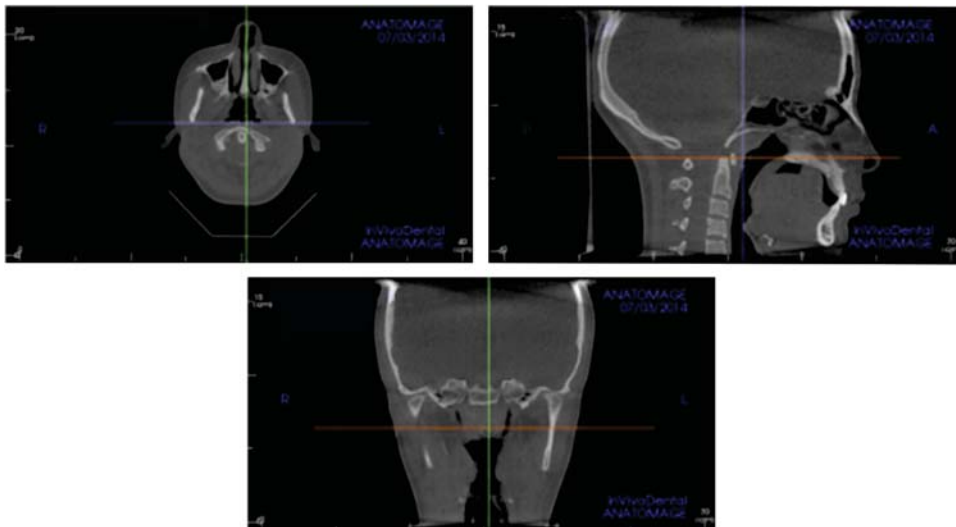 ANATOMAGE
07/03/2014
R
L
InVivoDental
ANATOMAGE
ANATOMAGE
07/03/2014
A
InVivoDental
ANATOMAGE
ANATOMAGE
07/03/2014
R
L
InVivoDental
ANATOMAGE